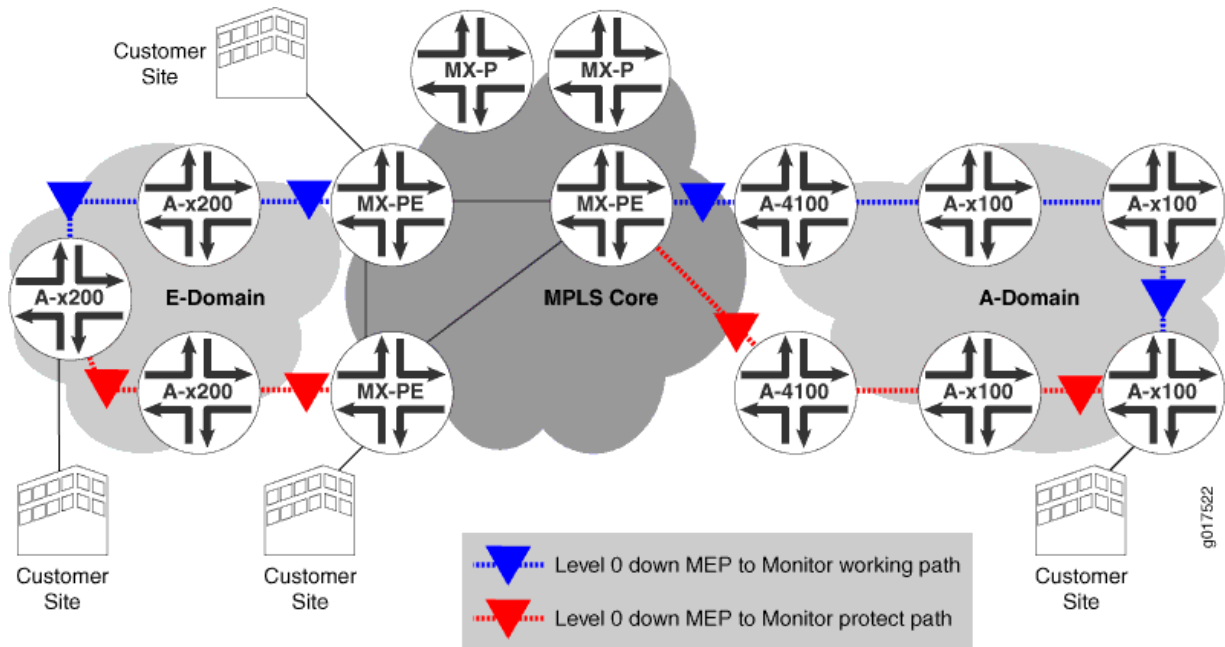 Customer
Site
MX-P
MX-P
A-x200
MX-PE
MX-PE
A-4100
A-x100
A-x100
A-x200
E-Domain
MPLS Core
A-Domain
A-x200
MX-PE
A-4100
A-x100
A-x100
Customer
Site
Customer
Site
Customer
Site
g017522
Level 0 down MEP to Monitor working path
Level 0 down MEP to Monitor protect path